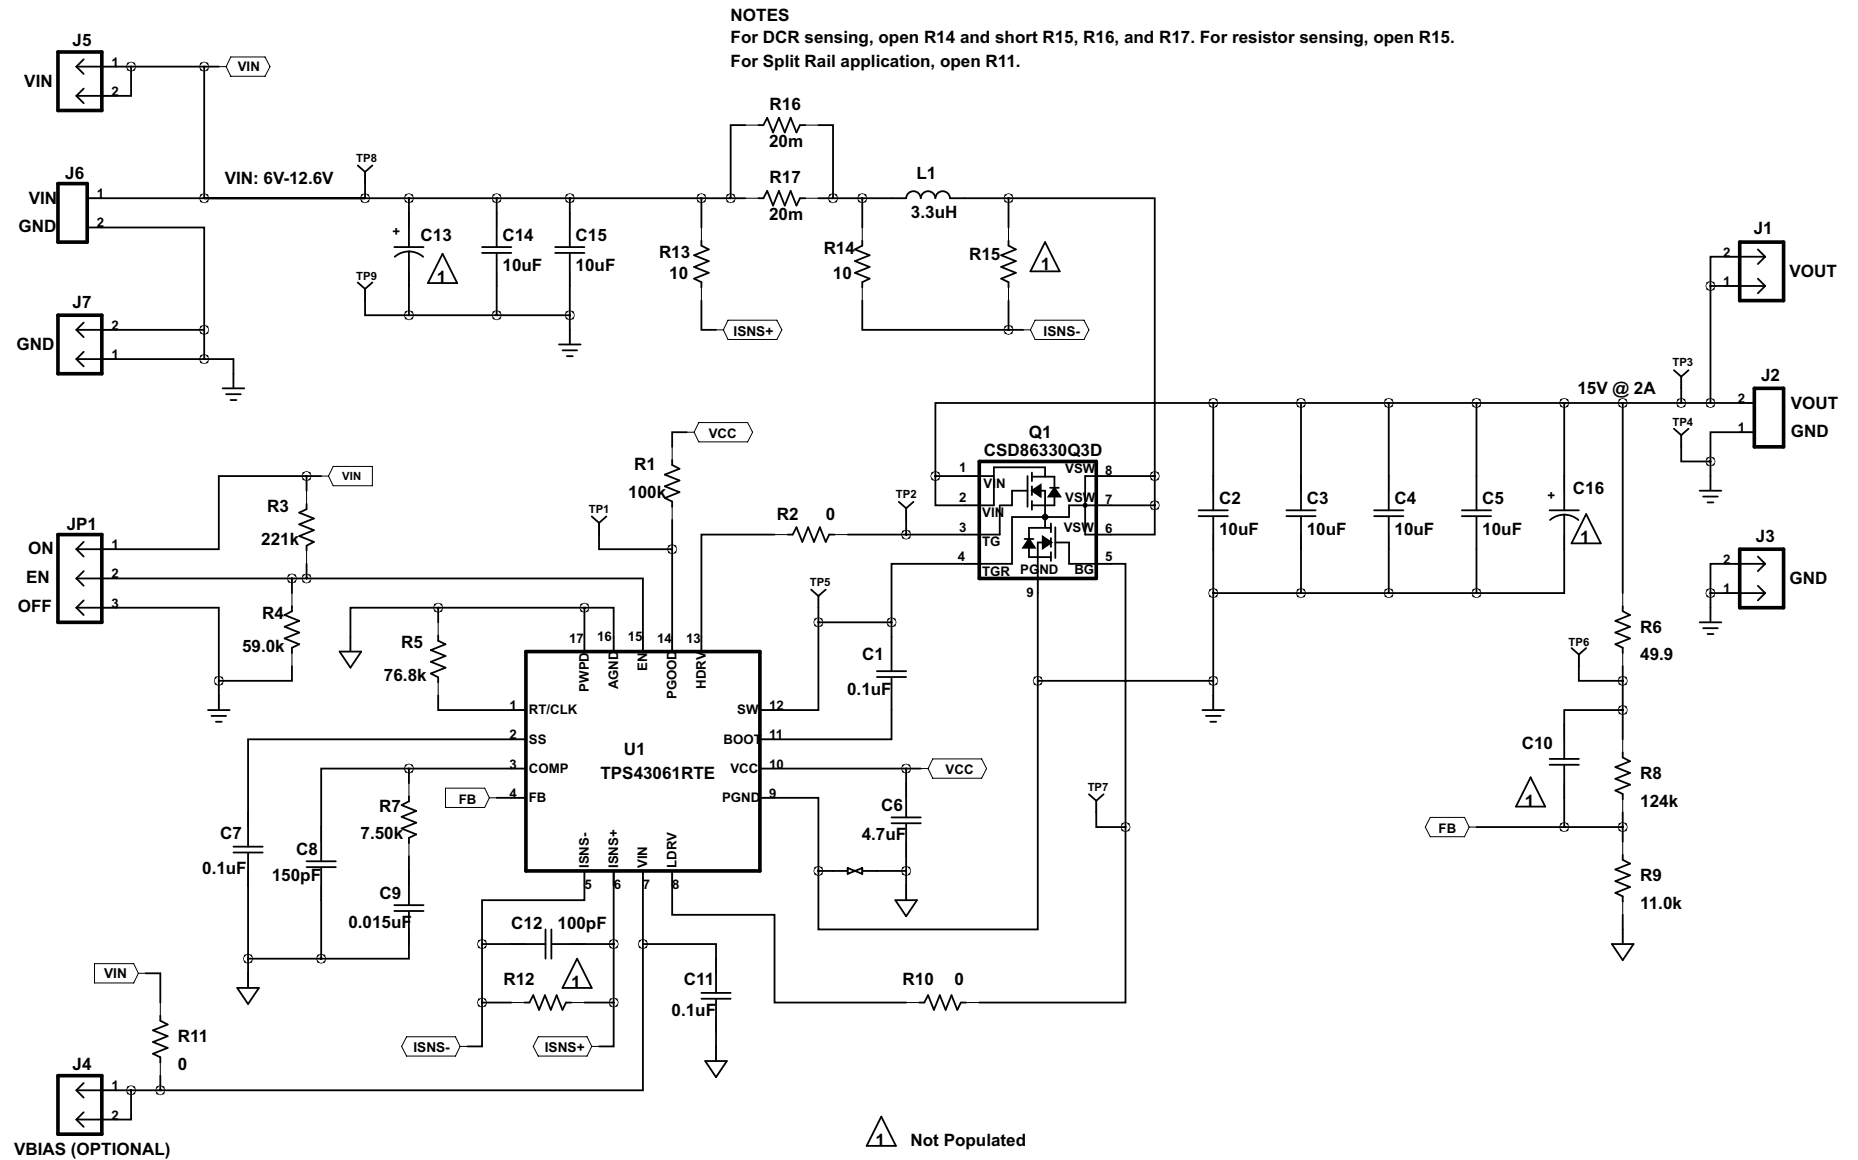 NOTES
For DCR sensing, open R14 and short R15, R16, and R17. For resistor sensing, open R15.
For Split Rail application, open R11.
J5
VIN
1
2
VIN
J6
VIN
GND
1
2
VIN: 6V-12.6V
TP8
TP9
+
C13
1
C14
10uF
C15
10uF
R16
20m
R17
20m
R13
10
ISNS+
R14
10
L1
3.3uH
R15
1
ISNS-
J7
GND
2
1
J1
2
1
VOUT
TP3
15V @ 2A
J2
2
1
VOUT
GND
TP4
J3
2
1
GND
Q1
CSD86330Q3D
1
VIN
2
VIN
3
TG
4
TGR
VSW
8
VSW
7
VSW
6
BG
5
PGND
9
C2
10uF
C3
10uF
C4
10uF
C5
10uF
+
C16
1
VCC
R1
100k
TP1
R2
0
TP2
VIN
R3
221k
JP1
ON
EN
OFF
1
2
3
R4
59.0k
R5
76.8k
TP5
C1
0.1uF
17
16
15
14
13
PWPD
AGND
EN
PGOOD
HDRV
1
RT/CLK
2
SS
3
COMP
4
FB
FB
U1
TPS43061RTE
SW
12
BOOT
11
VCC
10
PGND
9
ISNS-
ISNS+
VIN
LDRV
5
6
7
8
VCC
C6
4.7uF
TP7
R6
49.9
TP6
C10
1
R8
124k
FB
R9
11.0k
C7
0.1uF
C8
150pF
R7
7.50k
C9
0.015uF
C12
100pF
R12
1
ISNS-
ISNS+
C11
0.1uF
R10
0
VIN
R11
0
J4
1
2
VBIAS (OPTIONAL)
1
Not Populated